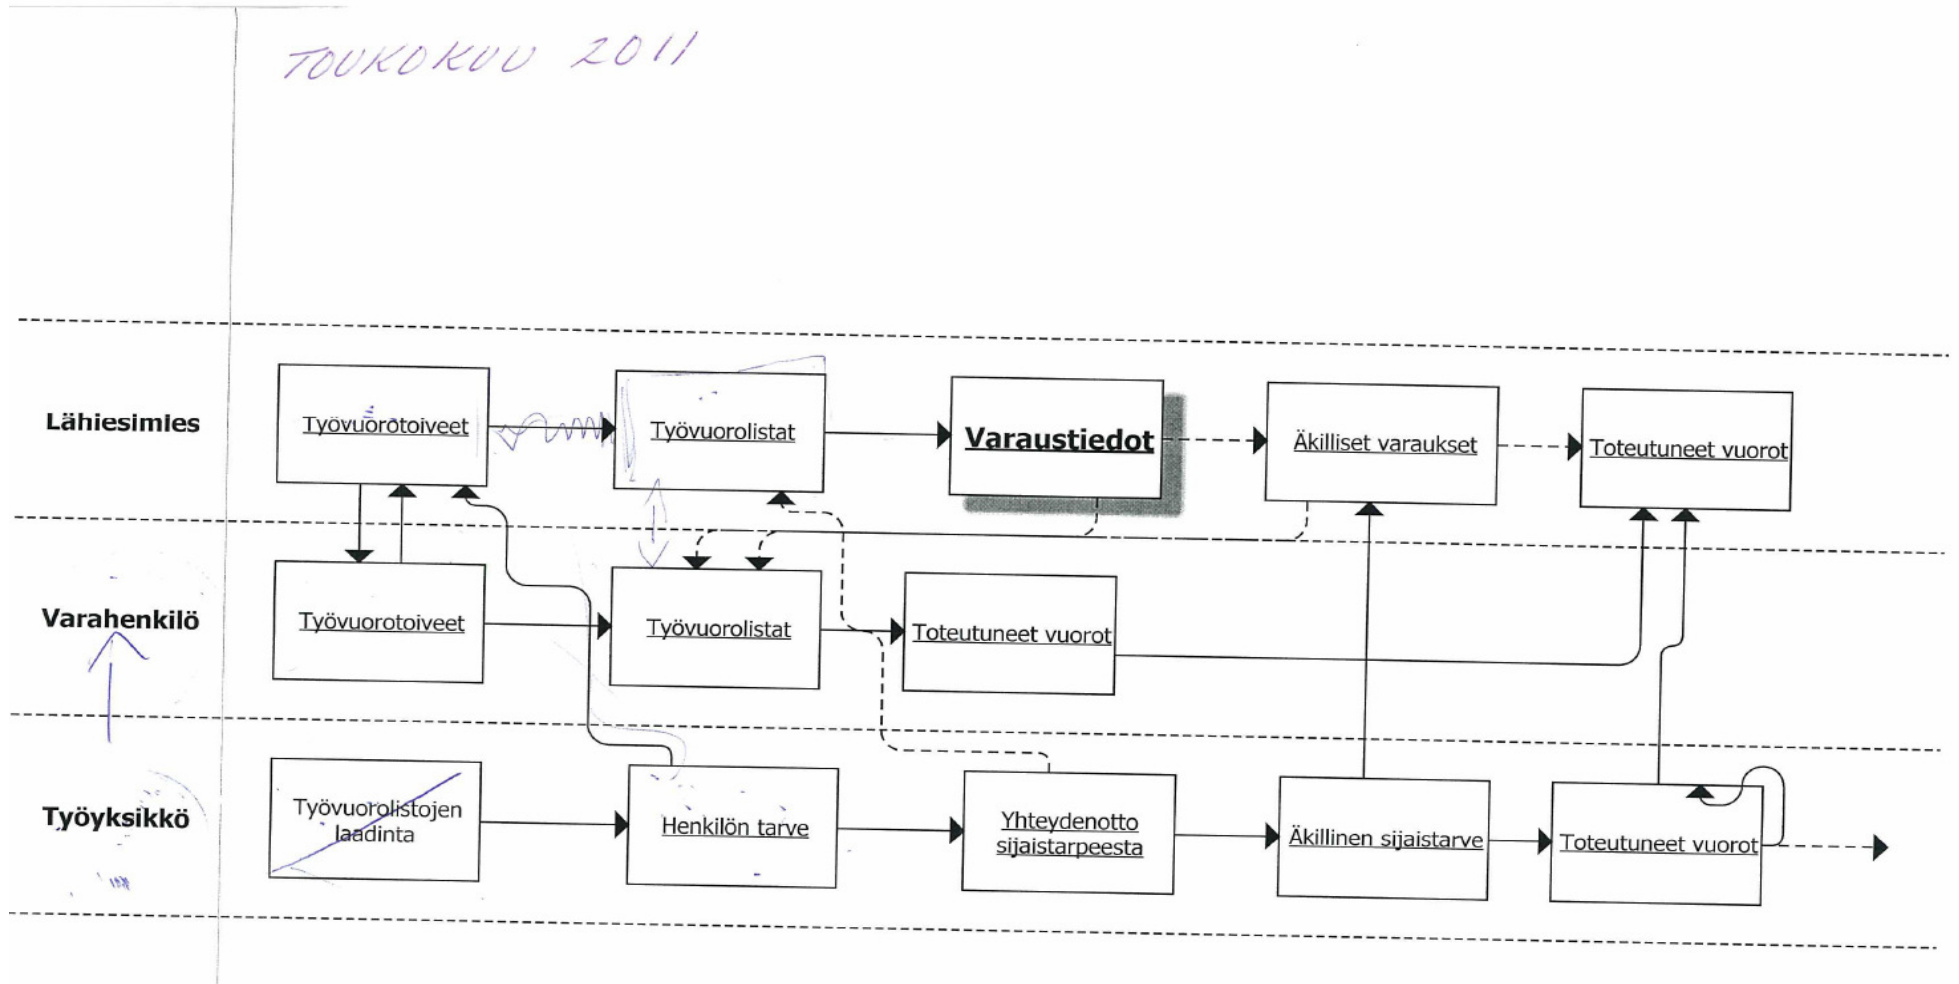 TOUKOKUU 2011
Lähiesimies
Työvuorotoiveet
Työvuorolistat
Varaustiedot
Äkilliset varaukset
Toteutuneet vuorot
Varahenkilö
Työvuorotoiveet
Työvuorolistat
Toteutuneet vuorot
Työyksikkö
Työvuorolistojen
laadinta
Henkilön tarve
Yhteydenotto
sijaistarpeesta
Äkillinen sijaistarve
Toteutuneet vuorot